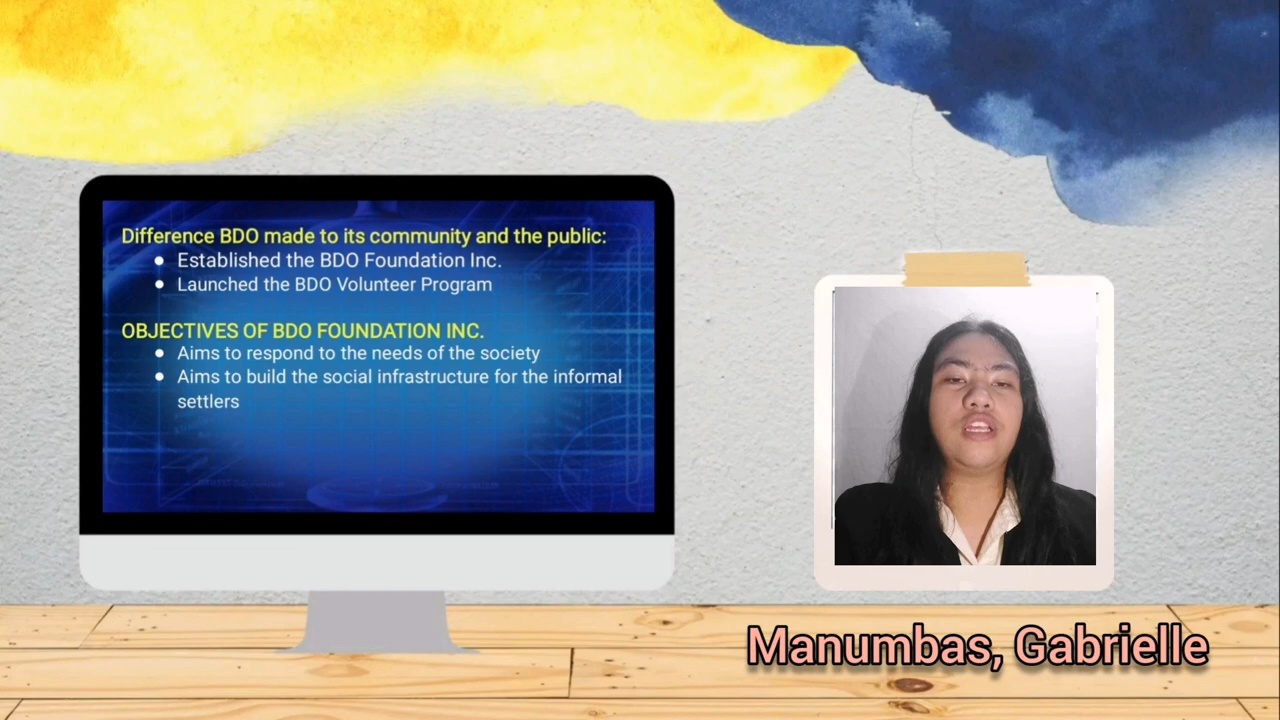 Difference BDO made to its community and the public:
● Established the BDO Foundation Inc.
● Launched the BDO Volunteer Program
OBJECTIVES OF BDO FOUNDATION INC.
● Aims to respond to the needs of the society
● Aims to build the social infrastructure for the informal
settlers
Manumbas, Gabrielle